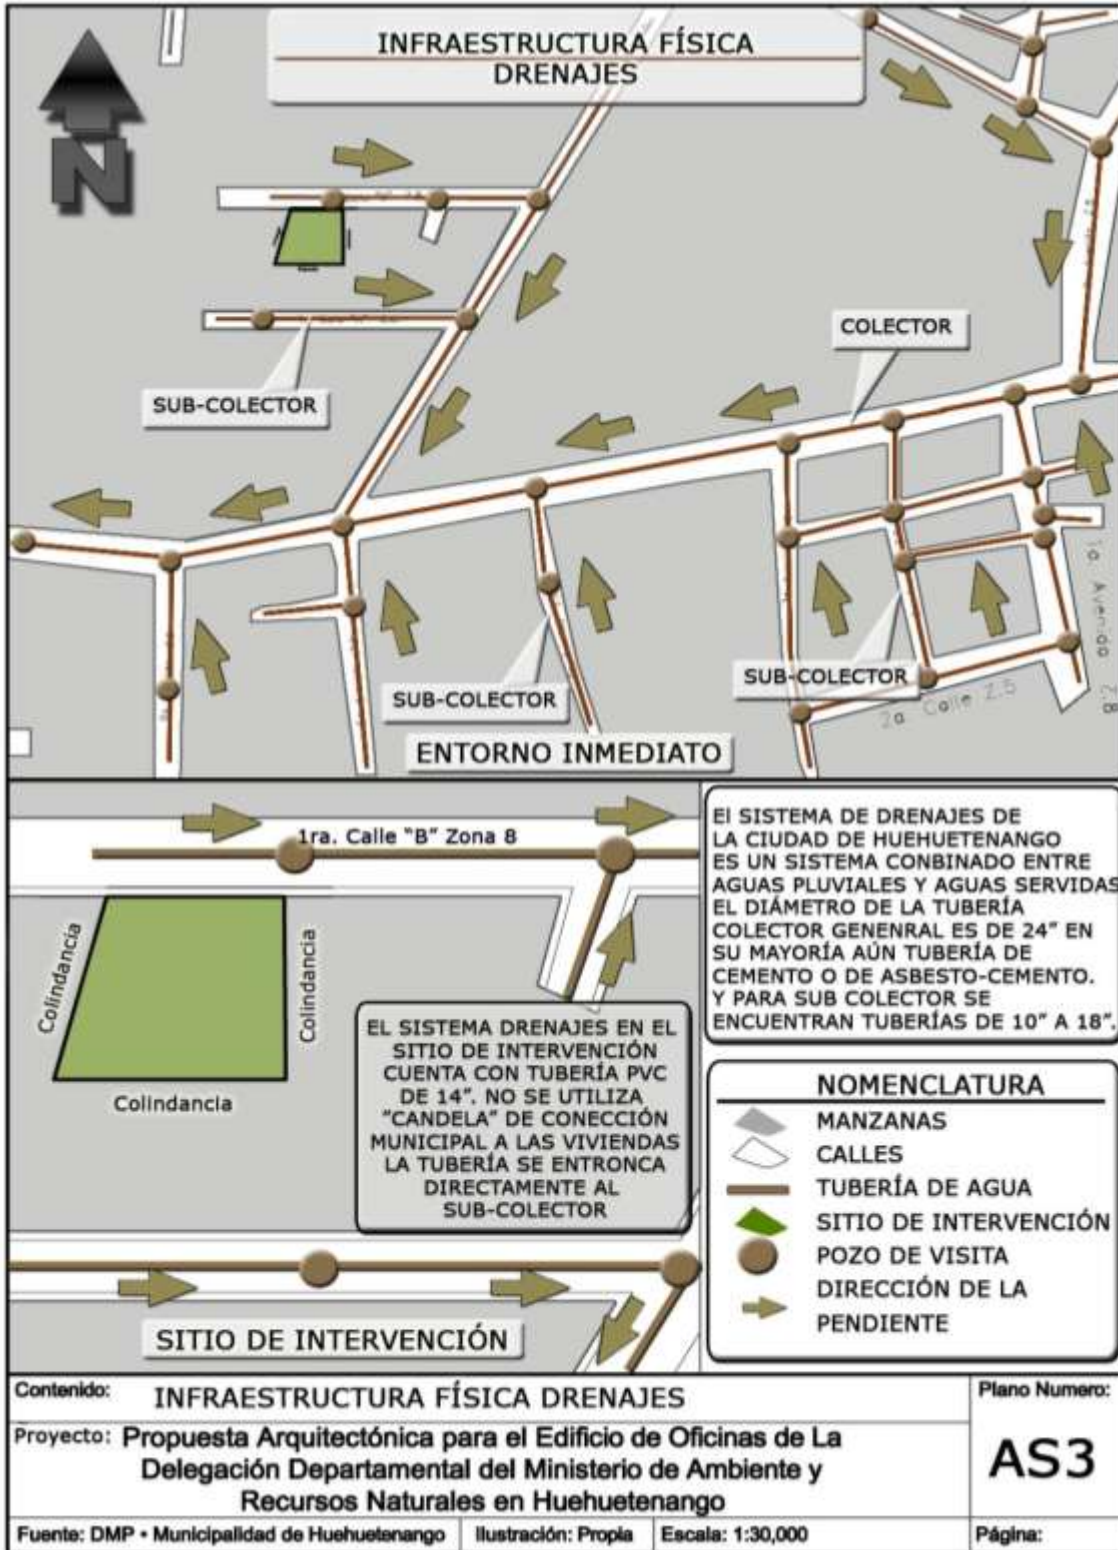 INFRAESTRUCTURA FÍSICA
DRENAJES
N
COLECTOR
SUB-COLECTOR
SUB-COLECTOR
SUB-COLECTOR
1a. Avenida Z.8
2a. Calle Z.5
ENTORNO INMEDIATO
1ra. Calle "B" Zona 8
Colindancia
Colindancia
Colindancia
EL SISTEMA DRENAJES EN EL
SITIO DE INTERVENCIÓN
CUENTA CON TUBERÍA PVC
DE 14". NO SE UTILIZA
"CANDELA" DE CONECCIÓN
MUNICIPAL A LAS VIVIENDAS
LA TUBERÍA SE ENTRONCA
DIRECTAMENTE AL
SUB-COLECTOR
SITIO DE INTERVENCIÓN
El SISTEMA DE DRENAJES DE
LA CIUDAD DE HUEHUETENANGO
ES UN SISTEMA CONBINADO ENTRE
AGUAS PLUVIALES Y AGUAS SERVIDAS
EL DIÁMETRO DE LA TUBERÍA
COLECTOR GENENRAL ES DE 24" EN
SU MAYORÍA AÚN TUBERÍA DE
CEMENTO O DE ASBESTO-CEMENTO.
Y PARA SUB COLECTOR SE
ENCUENTRAN TUBERÍAS DE 10" A 18".
NOMENCLATURA
MANZANAS
CALLES
TUBERÍA DE AGUA
SITIO DE INTERVENCIÓN
POZO DE VISITA
DIRECCIÓN DE LA
PENDIENTE
Contenido: INFRAESTRUCTURA FÍSICA DRENAJES
Proyecto: Propuesta Arquitectónica para el Edificio de Oficinas de La
Delegación Departamental del Ministerio de Ambiente y
Recursos Naturales en Huehuetenango
Plano Numero:
AS3
Fuente: DMP • Municipalidad de Huehuetenango
Ilustración: Propia
Escala: 1:30,000
Página: